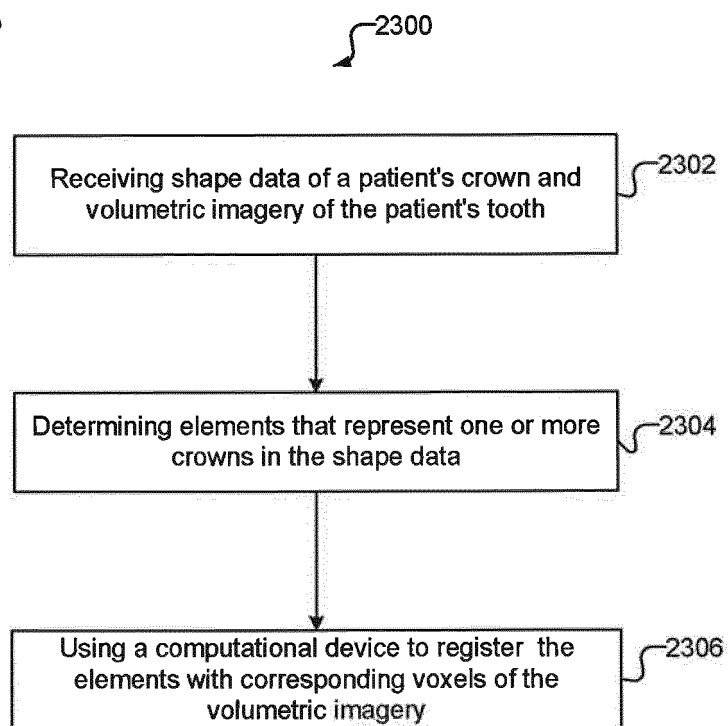 2300
Receiving shape data of a patient's crown and
volumetric imagery of the patient's tooth
2302
Determining elements that represent one or more
crowns in the shape data
2304
Using a computational device to register the
elements with corresponding voxels of the
volumetric imagery
2306